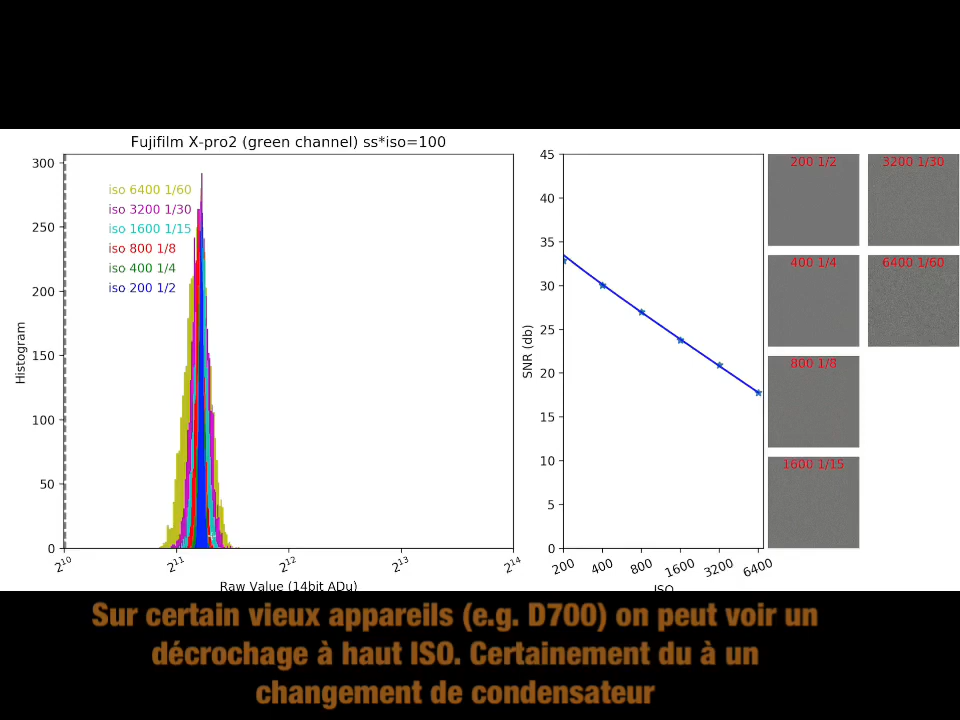 Fujifilm X-pro2 (green channel) ss*iso=100
300
250
200
150
100
50
0
Histogram
iso 6400 1/60
iso 3200 1/30
iso 1600 1/15
iso 800 1/8
iso 400 1/4
iso 200 1/2
2^10
2^11
2^12
2^13
2^14
Raw Value (14bit ADu)
45
40
35
30
25
20
15
10
5
0
SNR (db)
200
400
800
1600
3200
6400
ISO
200 1/2
3200 1/30
400 1/4
6400 1/60
800 1/8
1600 1/15
Sur certain vieux appareils (e.g. D700) on peut voir un
décrochage à haut ISO. Certainement du à un
changement de condensateur